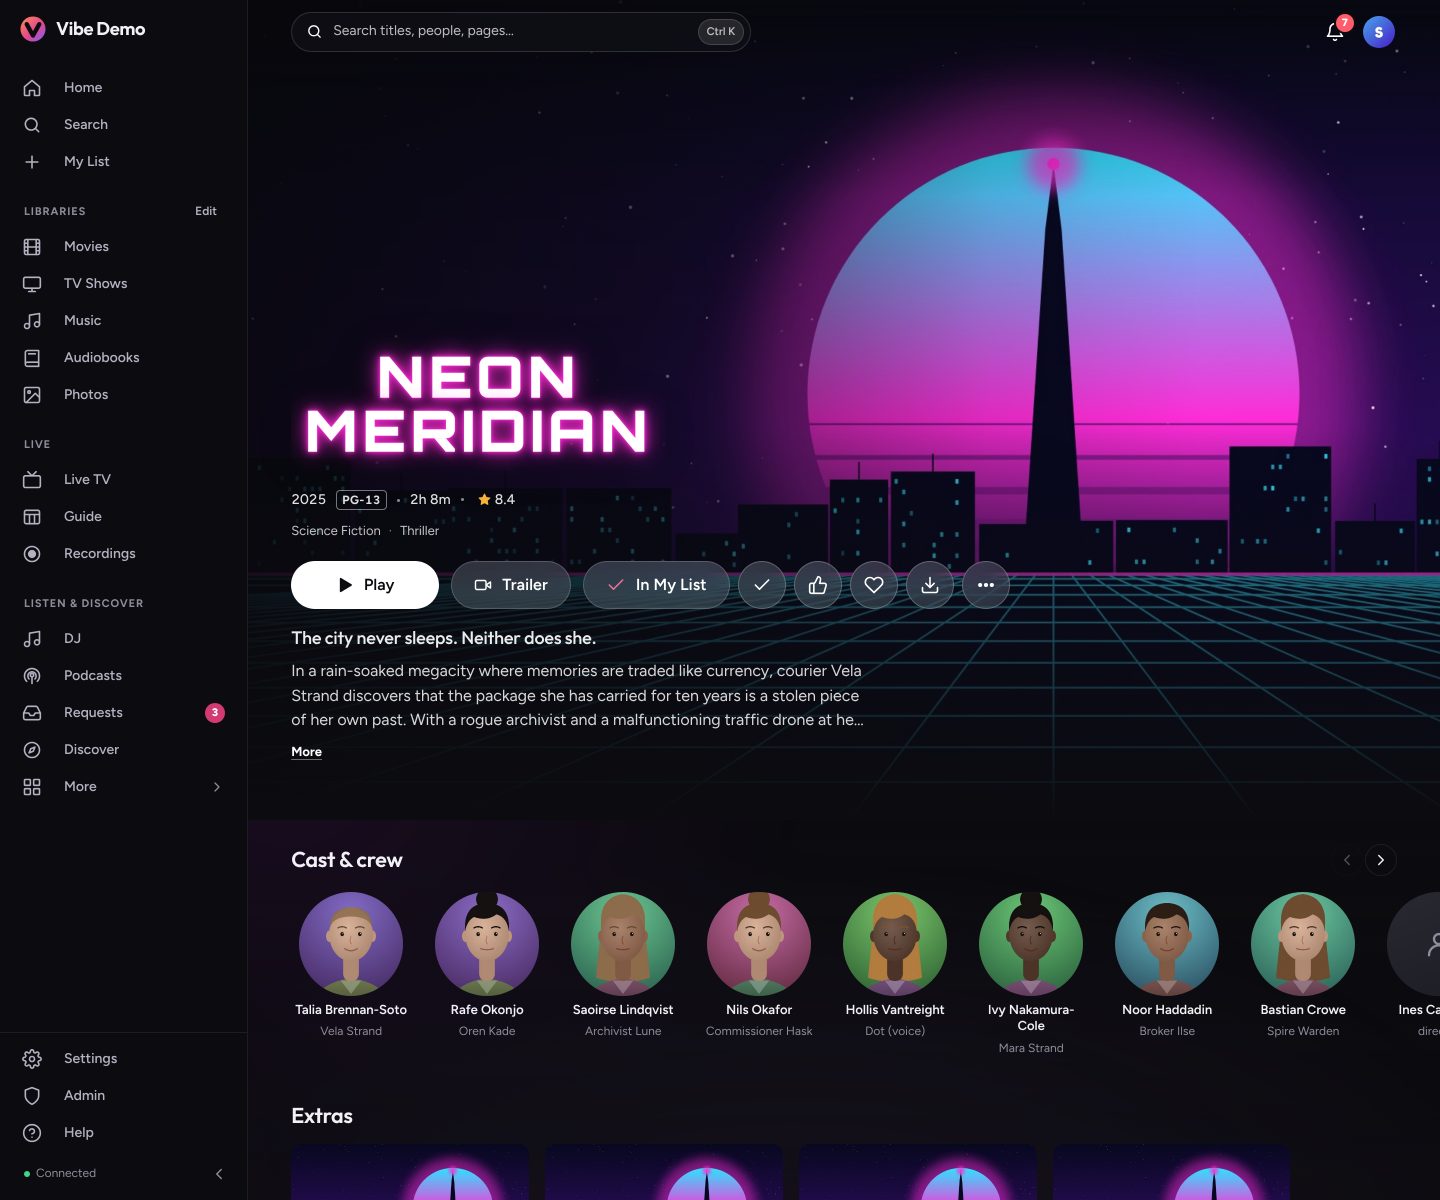 Vibe Demo
Search titles, people, pages...
Ctrl K
7
S
Home
Search
My List
LIBRARIES
Edit
Movies
TV Shows
Music
Audiobooks
Photos
LIVE
Live TV
Guide
Recordings
LISTEN & DISCOVER
DJ
Podcasts
Requests
3
Discover
More
Settings
Admin
Help
Connected
NEON
MERIDIAN
2025 PG-13 • 2h 8m • 8.4
Science Fiction · Thriller
Play
Trailer
In My List
The city never sleeps. Neither does she.
In a rain-soaked megacity where memories are traded like currency, courier Vela
Strand discovers that the package she has carried for ten years is a stolen piece
of her own past. With a rogue archivist and a malfunctioning traffic drone at he...
More
Cast & crew
Talia Brennan-Soto
Vela Strand
Rafe Okonjo
Oren Kade
Saoirse Lindqvist
Archivist Lune
Nils Okafor
Commissioner Hask
Hollis Vantreight
Dot (voice)
Ivy Nakamura-
Cole
Mara Strand
Noor Haddadin
Broker Ilse
Bastian Crowe
Spire Warden
Ines
Extras